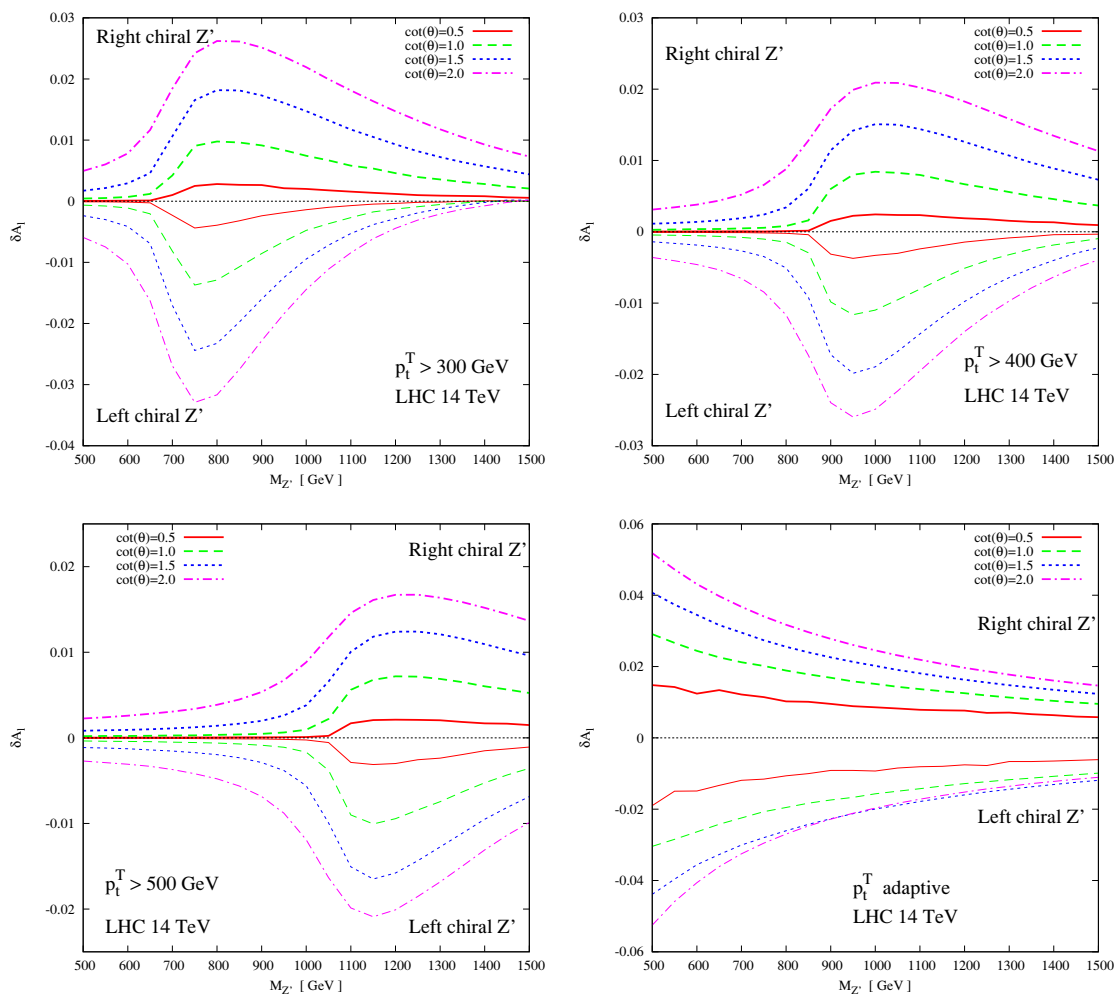 0.03
0.02
0.01
0
-0.01
-0.02
-0.03
-0.04
500 600 700 800 900 1000 1100 1200 1300 1400 1500
δA_l
M_Z' [ GeV ]
Right chiral Z'
cot(θ)=0.5
cot(θ)=1.0
cot(θ)=1.5
cot(θ)=2.0
p_t^T > 300 GeV
LHC 14 TeV
Left chiral Z'
0.03
0.02
0.01
0
-0.01
-0.02
-0.03
500 600 700 800 900 1000 1100 1200 1300 1400 1500
δA_l
M_Z' [ GeV ]
Right chiral Z'
cot(θ)=0.5
cot(θ)=1.0
cot(θ)=1.5
cot(θ)=2.0
p_t^T > 400 GeV
LHC 14 TeV
Left chiral Z'
0.02
0.01
0
-0.01
-0.02
500 600 700 800 900 1000 1100 1200 1300 1400 1500
δA_l
M_Z' [ GeV ]
cot(θ)=0.5
cot(θ)=1.0
cot(θ)=1.5
cot(θ)=2.0
Right chiral Z'
p_t^T > 500 GeV
LHC 14 TeV
Left chiral Z'
0.06
0.04
0.02
0
-0.02
-0.04
-0.06
500 600 700 800 900 1000 1100 1200 1300 1400 1500
δA_l
M_Z' [ GeV ]
cot(θ)=0.5
cot(θ)=1.0
cot(θ)=1.5
cot(θ)=2.0
Right chiral Z'
Left chiral Z'
p_t^T adaptive
LHC 14 TeV